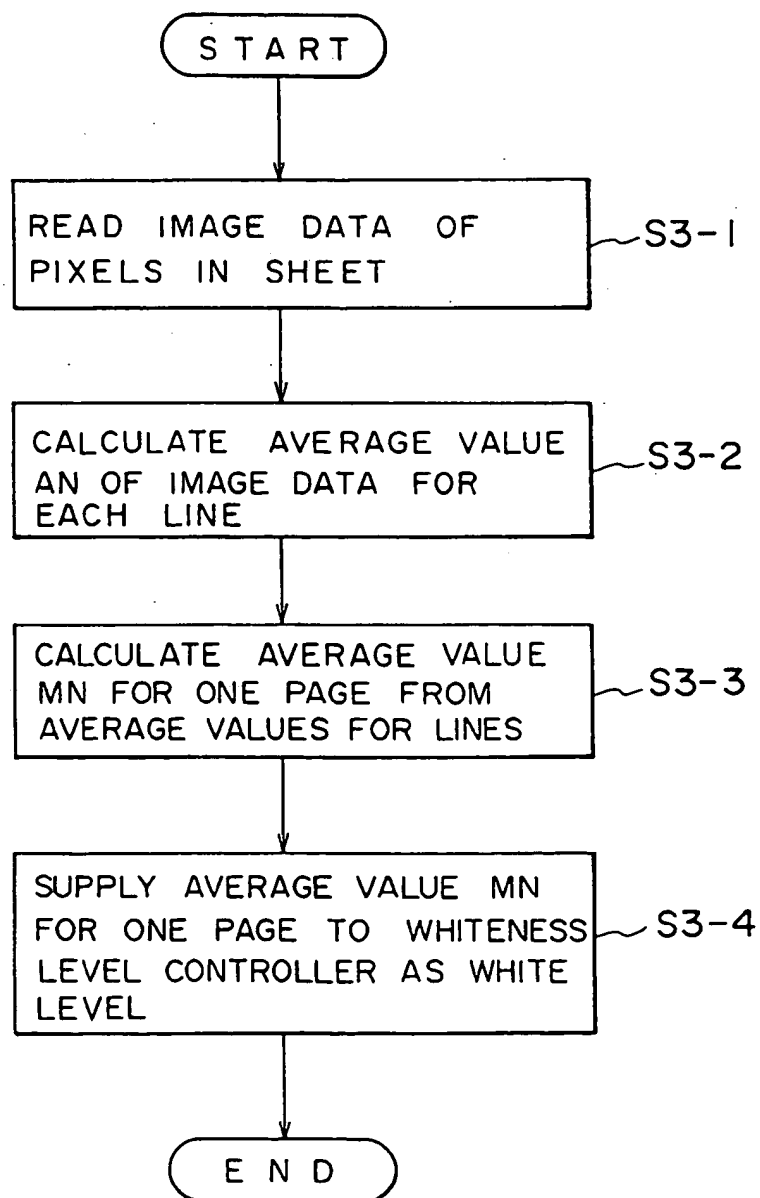 START
READ IMAGE DATA OF
PIXELS IN SHEET
S3-1
CALCULATE AVERAGE VALUE
AN OF IMAGE DATA FOR
EACH LINE
S3-2
CALCULATE AVERAGE VALUE
MN FOR ONE PAGE FROM
AVERAGE VALUES FOR LINES
S3-3
SUPPLY AVERAGE VALUE MN
FOR ONE PAGE TO WHITENESS
LEVEL CONTROLLER AS WHITE
LEVEL
S3-4
END